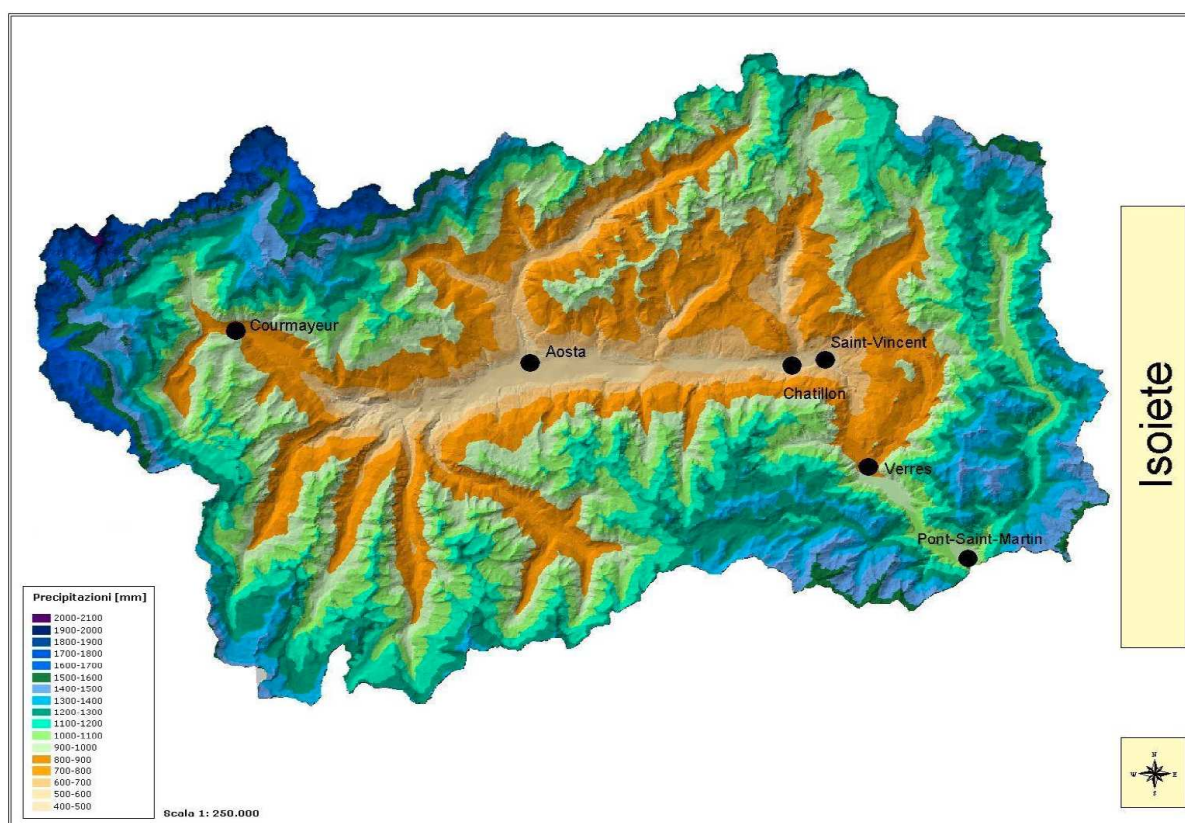 Courmayeur
Aosta
Saint-Vincent
Chatillon
Verres
Pont-Saint-Martin
Isoiete
Precipitazioni [mm]
2000-2100
1900-2000
1800-1900
1700-1800
1600-1700
1500-1600
1400-1500
1300-1400
1200-1300
1100-1200
1000-1100
900-1000
800-900
700-800
600-700
500-600
400-500
Scala 1: 250.000
N
W E
S